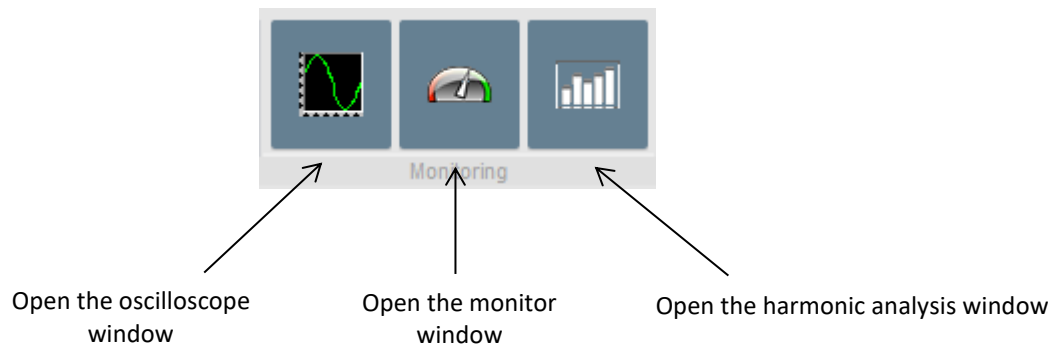 Monitoring
Open the oscilloscope
window
Open the monitor
window
Open the harmonic analysis window